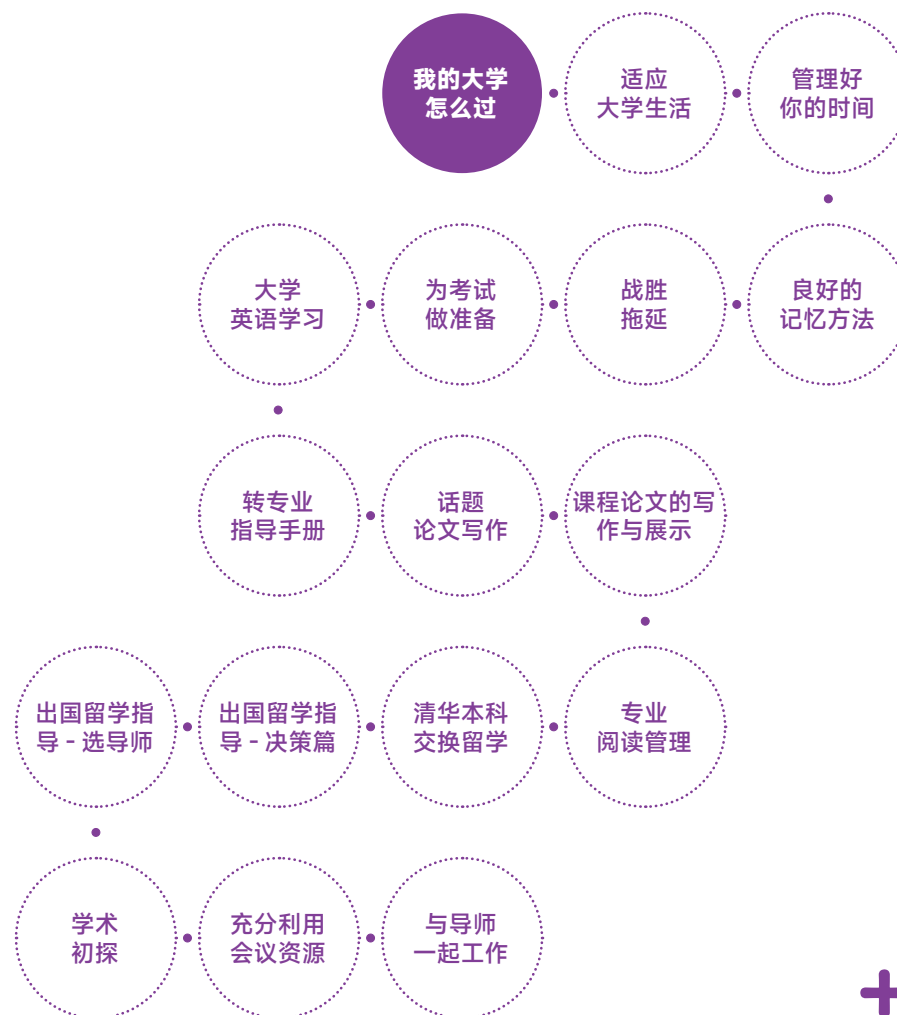 我的大学
怎么过
适应
大学生活
管理好
你的时间
大学
英语学习
为考试
做准备
战胜
拖延
良好的
记忆方法
转专业
指导手册
话题
论文写作
课程论文的写
作与展示
出国留学指
导 - 选导师
出国留学指
导 - 决策篇
清华本科
交换留学
专业
阅读管理
学术
初探
充分利用
会议资源
与导师
一起工作